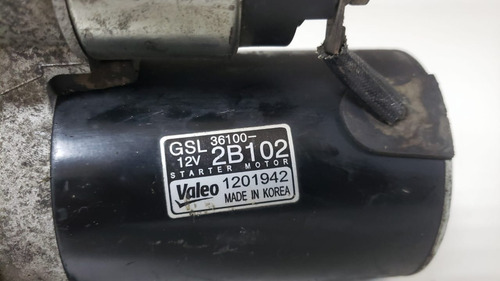 GSL 36100-
12V 2B102
STARTER MOTOR
Valeo 1201942
MADE IN KOREA